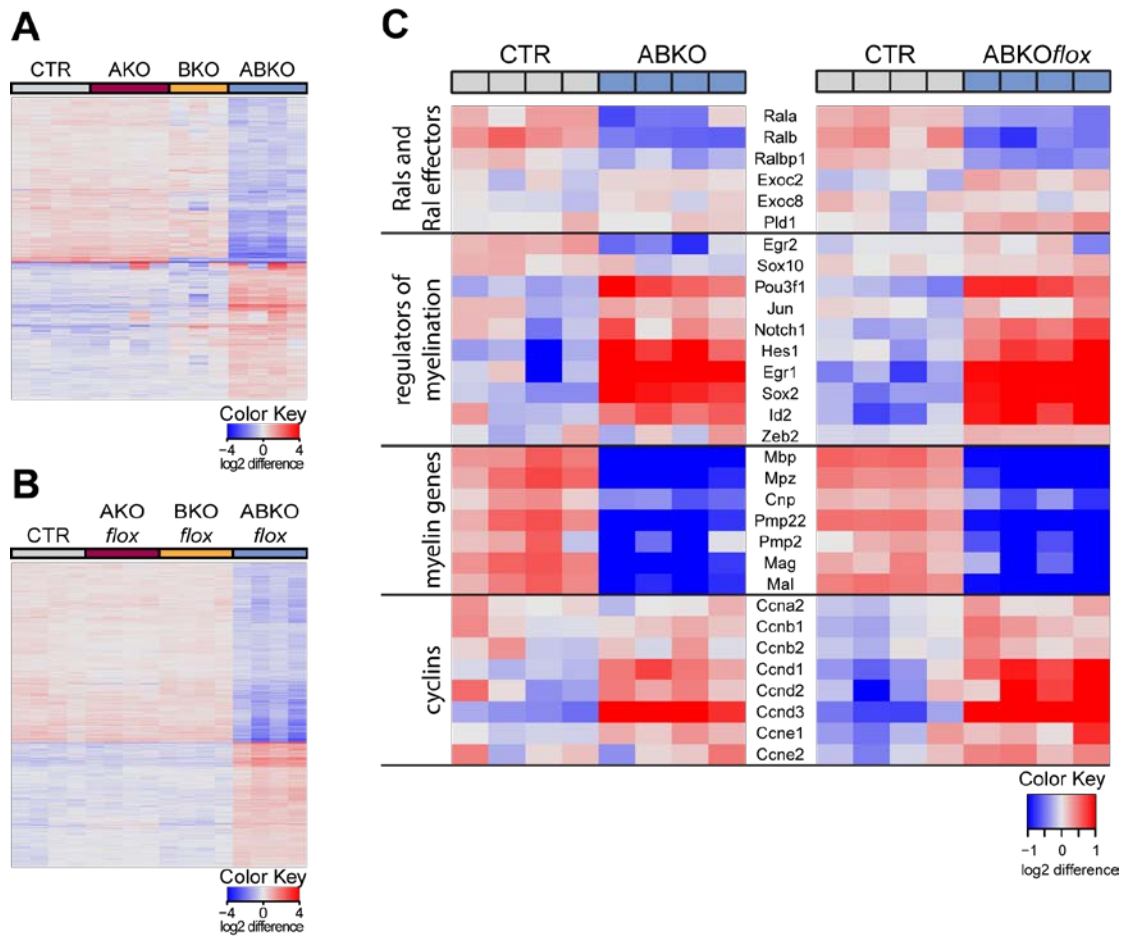 A
CTR AKO BKO ABKO
Color Key
−4 0 4
log2 difference
B
CTR AKO flox BKO flox ABKO flox
Color Key
−4 0 4
log2 difference
C
CTR ABKO CTR ABKOflox
Rals and
Ral effectors
Rala
Ralb
Ralbp1
Exoc2
Exoc8
Pld1
regulators of
myelination
Egr2
Sox10
Pou3f1
Jun
Notch1
Hes1
Egr1
Sox2
Id2
Zeb2
myelin genes
Mbp
Mpz
Cnp
Pmp22
Pmp2
Mag
Mal
cyclins
Ccna2
Ccnb1
Ccnb2
Ccnd1
Ccnd2
Ccnd3
Ccne1
Ccne2
Color Key
−1 0 1
log2 difference